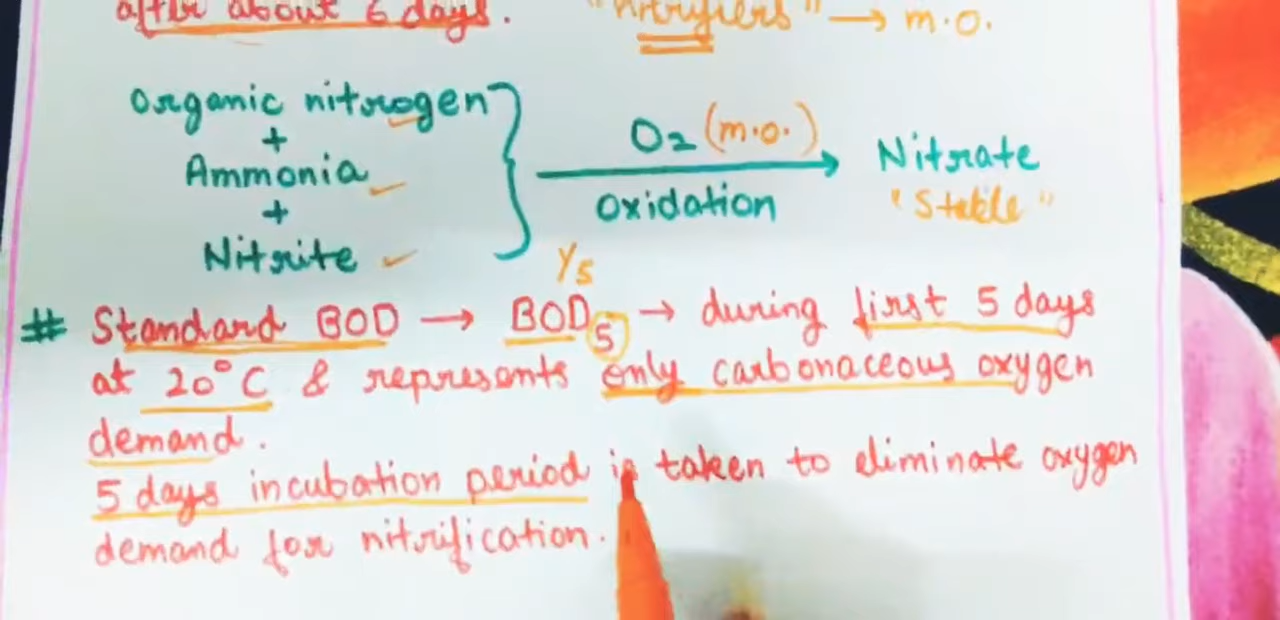 after about 6 days. "Nitrifiers" → m.o.
Organic nitrogen
+
Ammonia
+
Nitrite
O2 (m.o.)
Oxidation
Nitrate
"Stable"
Y5
# Standard BOD → BOD5 → during first 5 days
at 20°C & represents only carbonaceous oxygen
demand.
5 days incubation period is taken to eliminate oxygen
demand for nitrification.